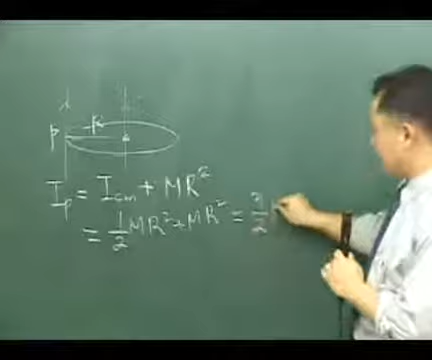 P R
I_p = I_cm + MR²
= 1/2 MR² + MR² = 3/2